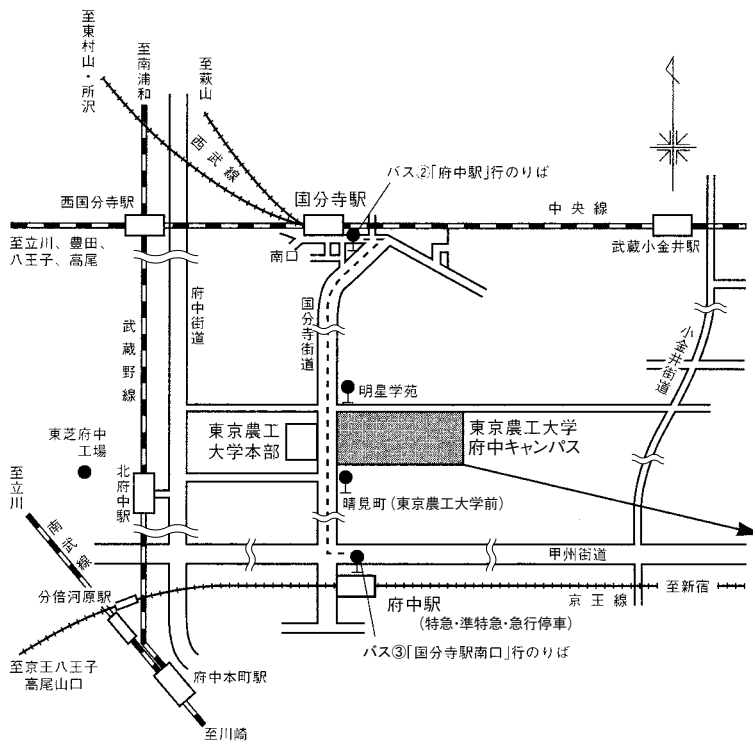 至東村山・所沢
至南浦和
至萩山
西武線
バス②「府中駅」行のりば
西国分寺駅
国分寺駅
中央線
武蔵小金井駅
至立川、豊田、
八王子、高尾
南口
府中街道
国分寺街道
武蔵野線
小金井街道
明星学苑
東京農工
大学本部
東京農工大学
府中キャンパス
東芝府中
工場
北府中駅
晴見町(東京農工大学前)
至立川
南武線
甲州街道
分倍河原駅
府中駅
(特急・準特急・急行停車)
京王線
至新宿
バス③「国分寺駅南口」行のりば
至京王八王子
高尾山口
府中本町駅
至川崎